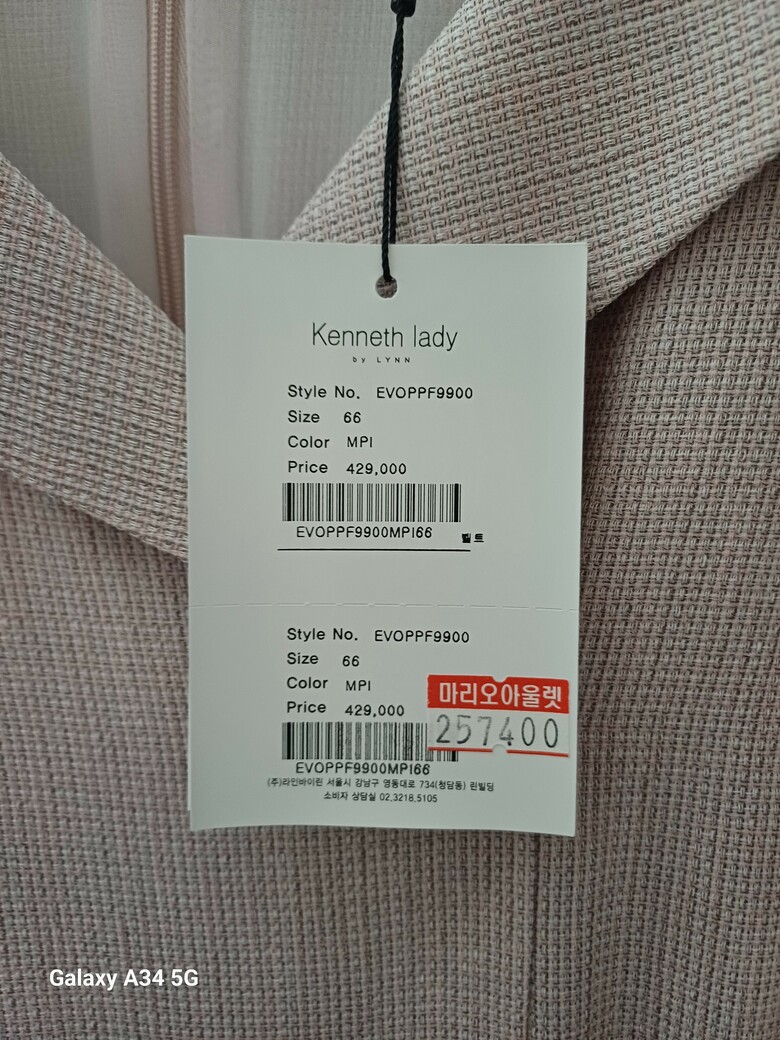 Kenneth lady
by LYNN
Style No. EVOPPF9900
Size 66
Color MPI
Price 429,000
EVOPPF9900MPI66
벨트
Style No. EVOPPF9900
Size 66
Color MPI
Price 429,000
마리오아울렛
257400
EVOPPF9900MPI66
(주)라인바이린 서울시 강남구 영동대로 734(청담동) 린빌딩
소비자 상담실 02.3218.5105
Galaxy A34 5G